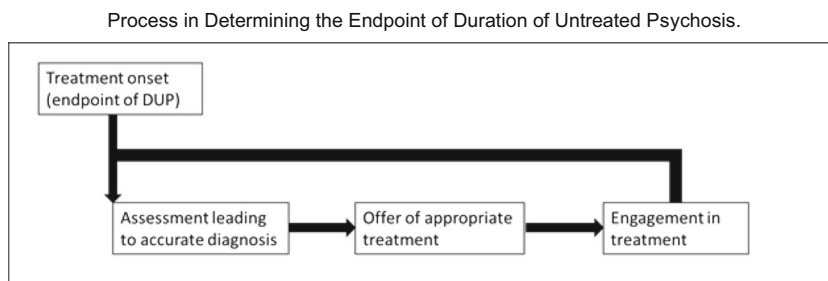 Process in Determining the Endpoint of Duration of Untreated Psychosis.
Treatment onset
(endpoint of DUP)
Assessment leading
to accurate diagnosis
Offer of appropriate
treatment
Engagement in
treatment